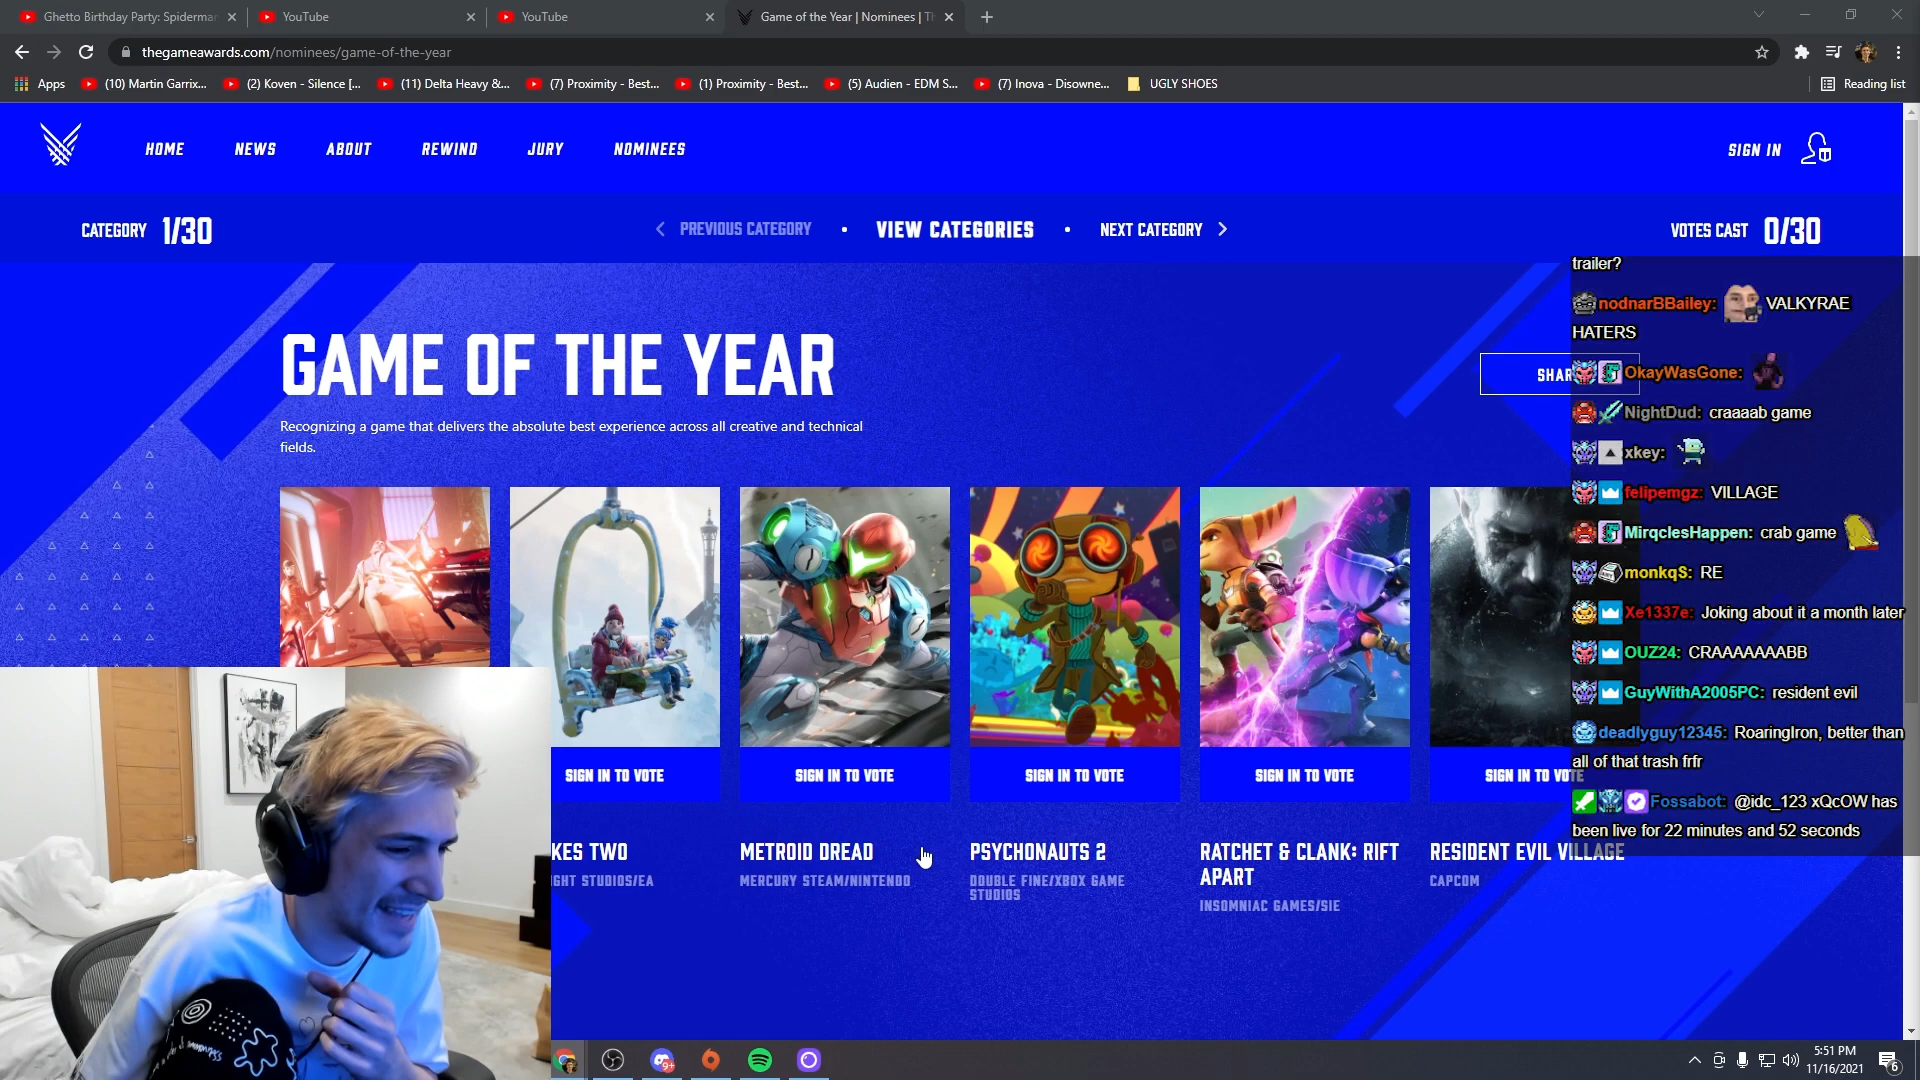 Ghetto Birthday Party: Spiderma
YouTube
YouTube
Game of the Year | Nominees | Th
thegameawards.com/nominees/game-of-the-year
Apps
(10) Martin Garrix...
(2) Koven - Silence [...
(11) Delta Heavy &...
(7) Proximity - Best...
(1) Proximity - Best...
(5) Audien - EDM S...
(7) Inova - Disowne...
UGLY SHOES
Reading list
HOME
NEWS
ABOUT
REWIND
JURY
NOMINEES
SIGN IN
CATEGORY 1/30
PREVIOUS CATEGORY
VIEW CATEGORIES
NEXT CATEGORY
VOTES CAST 0/30
GAME OF THE YEAR
Recognizing a game that delivers the absolute best experience across all creative and technical
fields.
SHAR
trailer?
nodnarBBailey: VALKYRAE
HATERS
OkayWasGone:
NightDud: craaaab game
xkey:
felipemgz: VILLAGE
MirqclesHappen: crab game
monkqS: RE
Xe1337e: Joking about it a month later
OUZ24: CRAAAAAABB
GuyWithA2005PC: resident evil
deadlyguy12345: RoaringIron, better than
all of that trash frfr
Fossabot: @idc_123 xQcOW has
been live for 22 minutes and 52 seconds
SIGN IN TO VOTE
SIGN IN TO VOTE
SIGN IN TO VOTE
SIGN IN TO VOTE
SIGN IN TO VOTE
KES TWO
GHT STUDIOS/EA
METROID DREAD
MERCURY STEAM/NINTENDO
PSYCHONAUTS 2
DOUBLE FINE/XBOX GAME
STUDIOS
RATCHET & CLANK: RIFT
APART
INSOMNIAC GAMES/SIE
RESIDENT EVIL VILLAGE
CAPCOM
9+
5:51 PM
11/16/2021
6